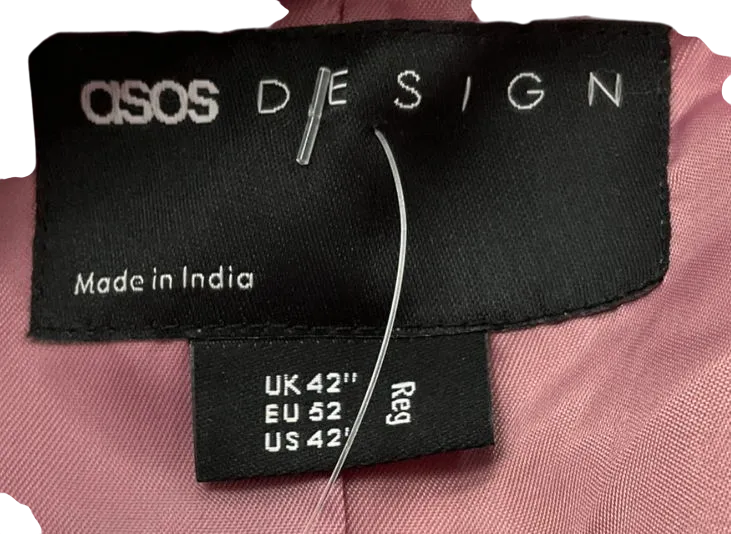 asos DESIGN
Made in India
UK 42"
EU 52
US 42"
Reg